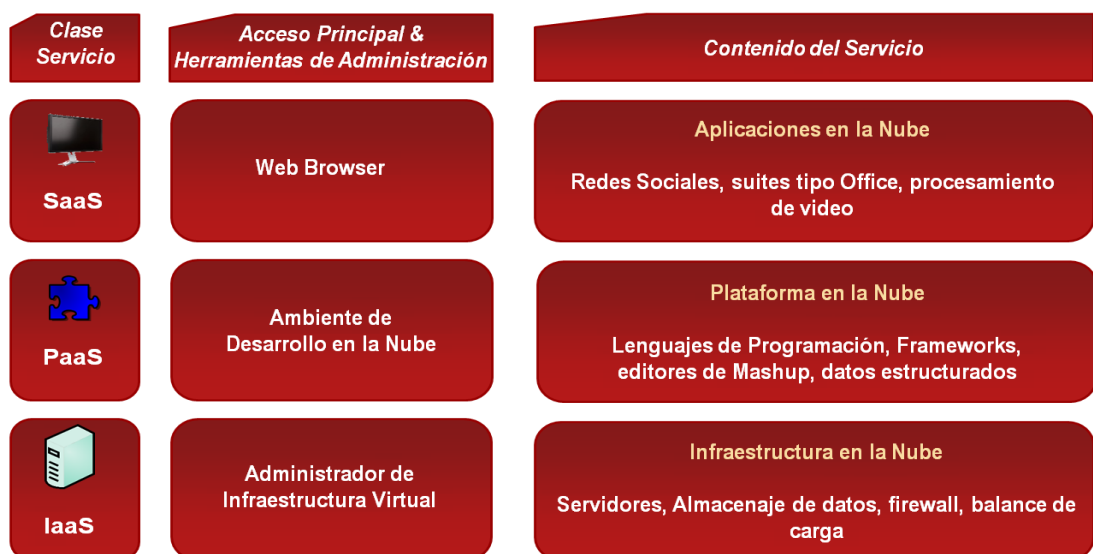 Clase
Servicio
Acceso Principal &
Herramientas de Administración
Contenido del Servicio
SaaS
Web Browser
Aplicaciones en la Nube
Redes Sociales, suites tipo Office, procesamiento
de video
PaaS
Ambiente de
Desarrollo en la Nube
Plataforma en la Nube
Lenguajes de Programación, Frameworks,
editores de Mashup, datos estructurados
IaaS
Administrador de
Infraestructura Virtual
Infraestructura en la Nube
Servidores, Almacenaje de datos, firewall, balance de
carga